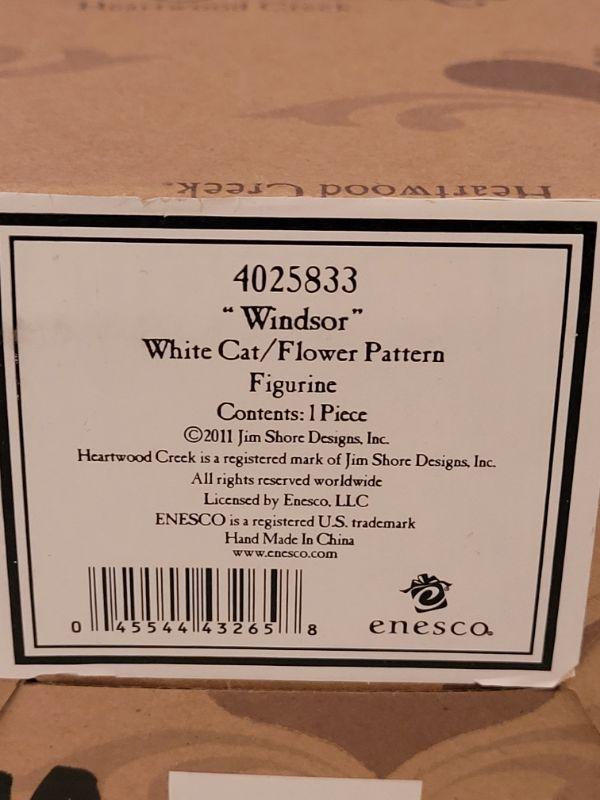 Heartwood Creek
Heartwood Creek.
4025833
"Windsor"
White Cat/Flower Pattern
Figurine
Contents: 1 Piece
©2011 Jim Shore Designs, Inc.
Heartwood Creek is a registered mark of Jim Shore Designs, Inc.
All rights reserved worldwide
Licensed by Enesco, LLC
ENESCO is a registered U.S. trademark
Hand Made In China
www.enesco.com
0 45544 43265 8
enesco.